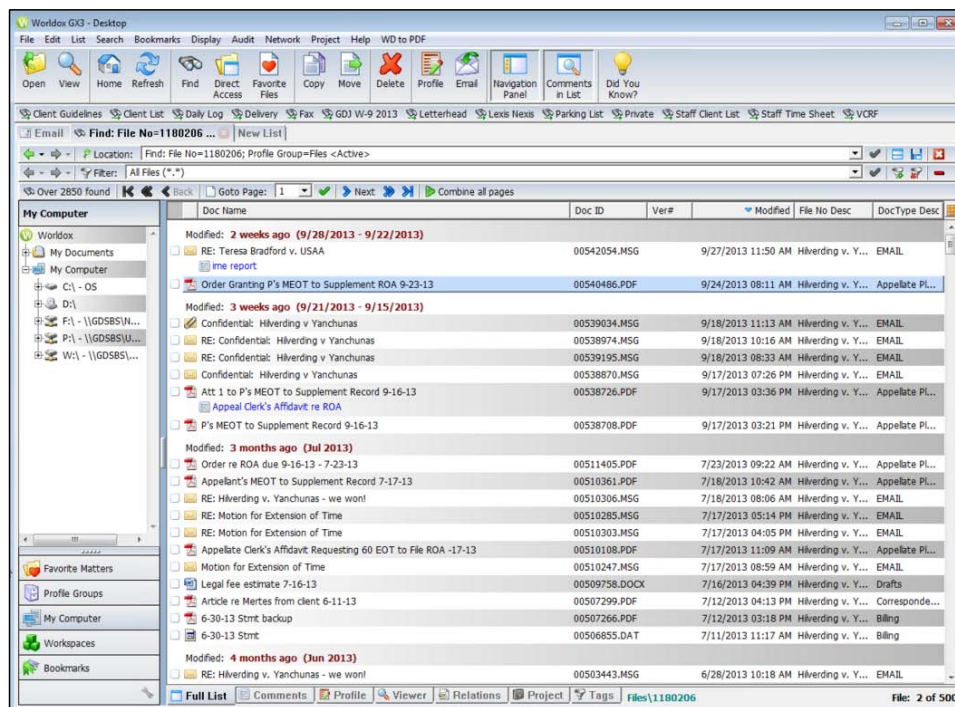 Worldox GX3 - Desktop
File Edit List Search Bookmarks Display Audit Network Project Help WD to PDF
Open View Home Refresh Find Direct Access Favorite Files Copy Move Delete Profile Email Navigation Panel Comments in List Did You Know?
Client Guidelines Client List Daily Log Delivery Fax GDJ W-9 2013 Letterhead Lexis Nexis Parking List Private Staff Client List Staff Time Sheet VCRF
Email Find: File No=1180206 ... New List
Location: Find: File No=1180206; Profile Group=Files <Active>
Filter: All Files (*.*)
Over 2850 found Back Goto Page: 1 Next Combine all pages
My Computer
Worldox
My Documents
My Computer
C:\ - OS
D:\
F:\ - \\GDSBS\N...
P:\ - \\GDSBS\U...
W:\ - \\GDSBS\...
Favorite Matters
Profile Groups
My Computer
Workspaces
Bookmarks
Doc Name Doc ID Ver# Modified File No Desc DocType Desc
Modified: 2 weeks ago (9/28/2013 - 9/22/2013)
RE: Teresa Bradford v. USAA 00542054.MSG 9/27/2013 11:50 AM Hilverding v. Y... EMAIL
ime report
Order Granting P's MEOT to Supplement ROA 9-23-13 00540486.PDF 9/24/2013 08:11 AM Hilverding v. Y... Appellate Pl...
Modified: 3 weeks ago (9/21/2013 - 9/15/2013)
Confidential: Hilverding v Yanchunas 00539034.MSG 9/18/2013 11:13 AM Hilverding v. Y... EMAIL
RE: Confidential: Hilverding v Yanchunas 00538974.MSG 9/18/2013 10:16 AM Hilverding v. Y... EMAIL
RE: Confidential: Hilverding v Yanchunas 00539195.MSG 9/18/2013 08:33 AM Hilverding v. Y... EMAIL
Confidential: Hilverding v Yanchunas 00538870.MSG 9/17/2013 07:26 PM Hilverding v. Y... EMAIL
Att 1 to P's MEOT to Supplement Record 9-16-13 00538726.PDF 9/17/2013 03:36 PM Hilverding v. Y... Appellate Pl...
Appeal Clerk's Affidavit re ROA
P's MEOT to Supplement Record 9-16-13 00538708.PDF 9/17/2013 03:21 PM Hilverding v. Y... Appellate Pl...
Modified: 3 months ago (Jul 2013)
Order re ROA due 9-16-13 - 7-23-13 00511405.PDF 7/23/2013 09:22 AM Hilverding v. Y... Appellate Pl...
Appellant's MEOT to Supplement Record 7-17-13 00510361.PDF 7/18/2013 10:42 AM Hilverding v. Y... Appellate Pl...
RE: Hilverding v. Yanchunas - we won! 00510306.MSG 7/18/2013 08:06 AM Hilverding v. Y... EMAIL
RE: Motion for Extension of Time 00510285.MSG 7/17/2013 05:14 PM Hilverding v. Y... EMAIL
RE: Motion for Extension of Time 00510303.MSG 7/17/2013 04:05 PM Hilverding v. Y... EMAIL
Appellate Clerk's Affidavit Requesting 60 EOT to File ROA -17-13 00510108.PDF 7/17/2013 11:09 AM Hilverding v. Y... Appellate Pl...
Motion for Extension of Time 00510247.MSG 7/17/2013 08:59 AM Hilverding v. Y... EMAIL
Legal fee estimate 7-16-13 00509758.DOCX 7/16/2013 04:39 PM Hilverding v. Y... Drafts
Article re Mertes from client 6-11-13 00507299.PDF 7/12/2013 04:13 PM Hilverding v. Y... Corresponde...
6-30-13 Stmt backup 00507266.PDF 7/12/2013 03:18 PM Hilverding v. Y... Billing
6-30-13 Stmt 00506855.DAT 7/11/2013 11:17 AM Hilverding v. Y... Billing
Modified: 4 months ago (Jun 2013)
RE: Hilverding v. Yanchunas - we won! 00503443.MSG 6/28/2013 10:18 AM Hilverding v. Y... EMAIL
Full List Comments Profile Viewer Relations Project Tags Files\1180206 File: 2 of 500